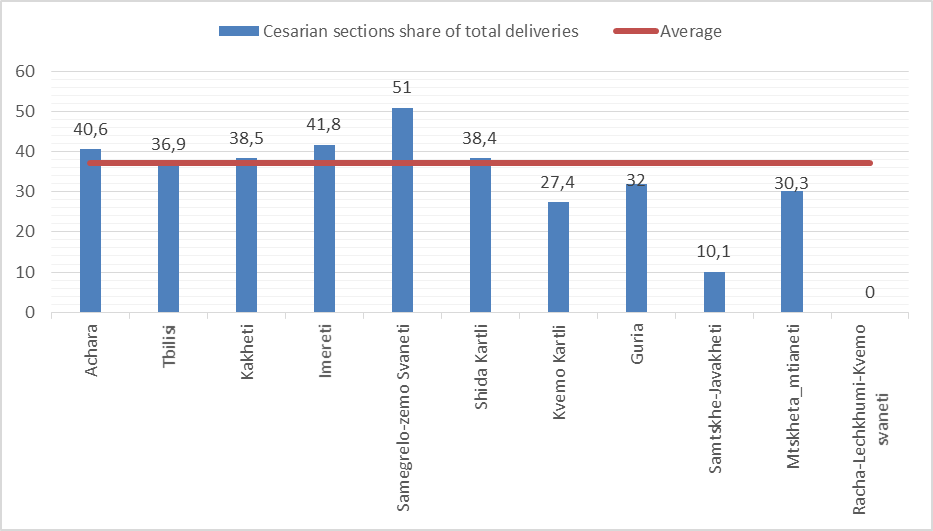 Cesarian sections share of total deliveries
Average
60
50
40
30
20
10
0
40,6
36,9
38,5
41,8
51
38,4
27,4
32
10,1
30,3
0
Achara
Tbilisi
Kakheti
Imereti
Samegrelo-zemo Svaneti
Shida Kartli
Kvemo Kartli
Guria
Samtskhe-Javakheti
Mtskheta_mtianeti
Racha-Lechkhumi-Kvemo
svaneti